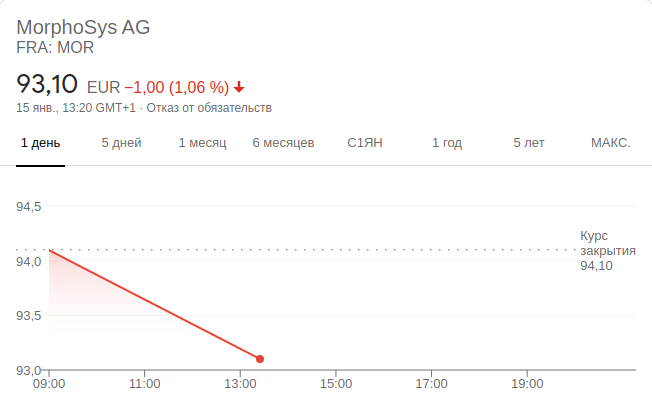 MorphoSys AG
FRA: MOR
93,10 EUR −1,00 (1,06 %)
15 янв., 13:20 GMT+1 · Отказ от обязательств
1 день 5 дней 1 месяц 6 месяцев С1ЯН 1 год 5 лет МАКС.
94,5
Курс
закрытия
94,10
94,0
93,5
93,0
09:00 11:00 13:00 15:00 17:00 19:00